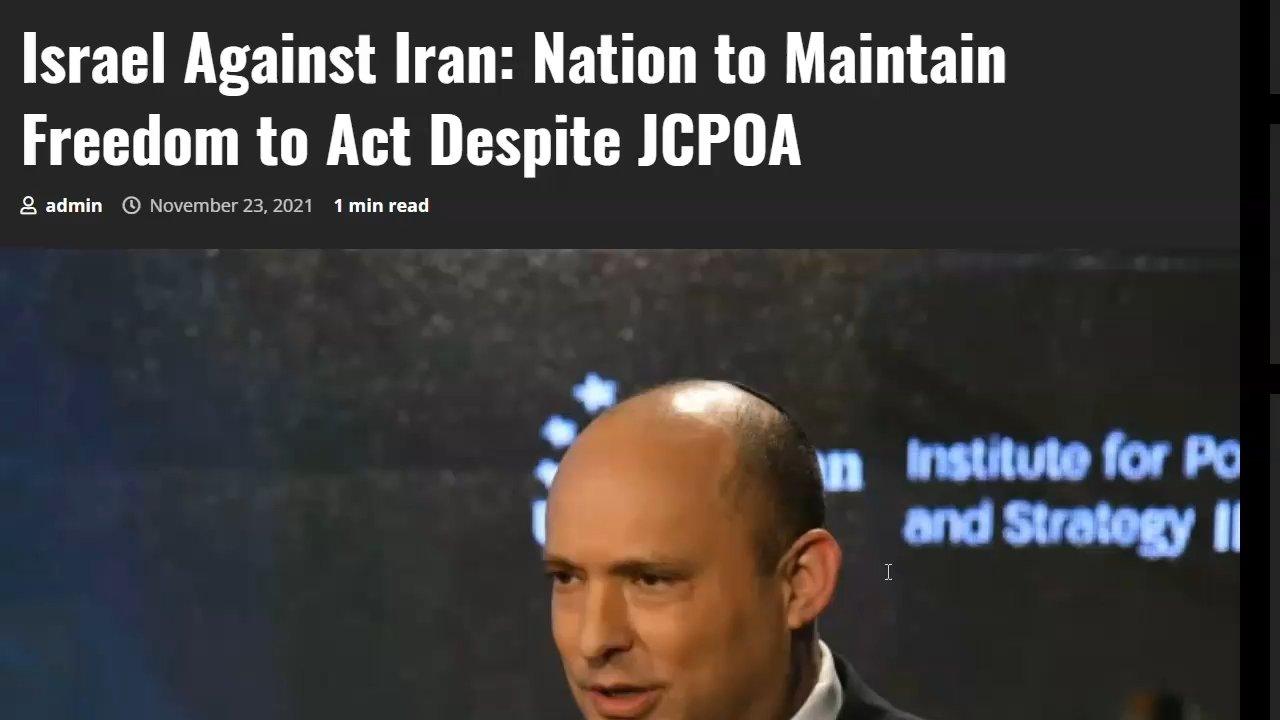 Israel Against Iran: Nation to Maintain
Freedom to Act Despite JCPOA
admin November 23, 2021 1 min read
Institute for Po
and Strategy